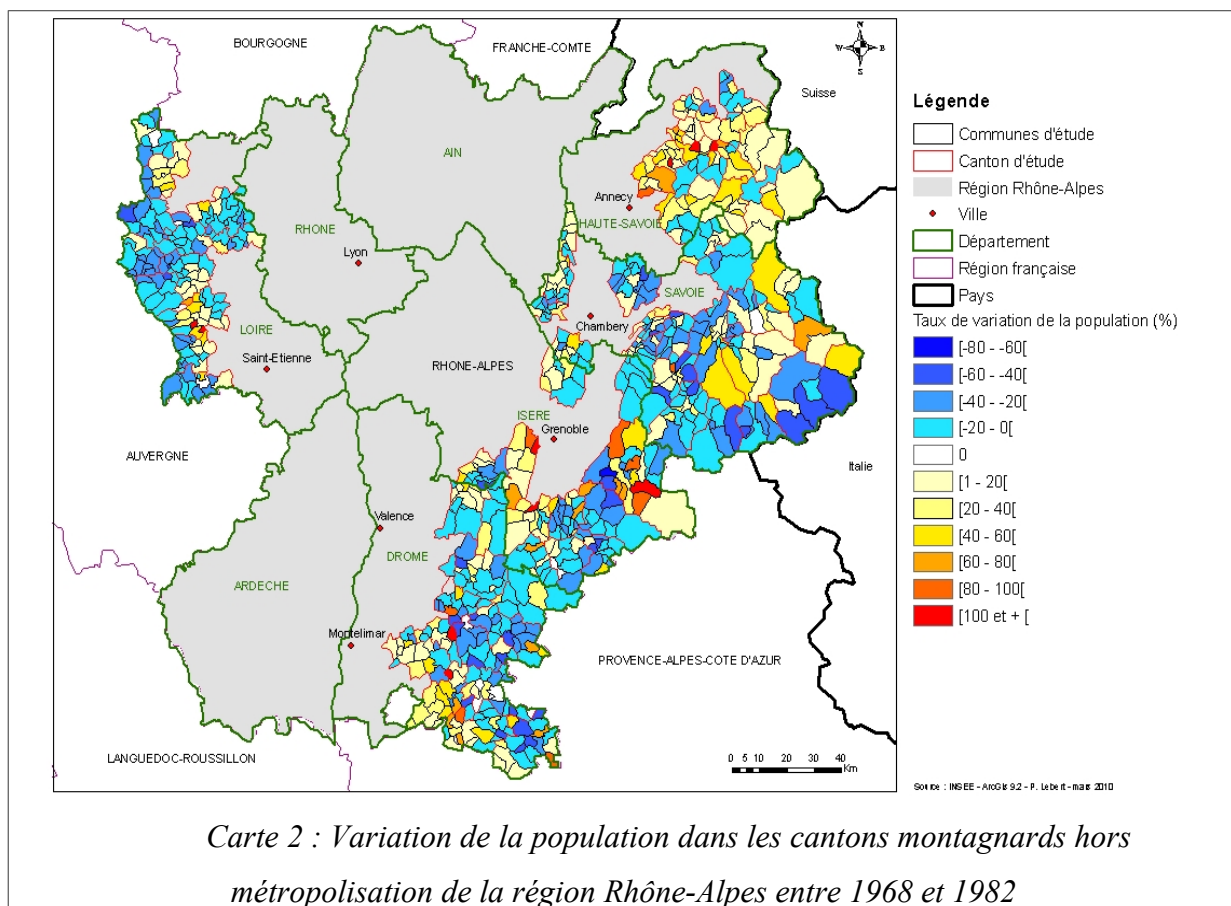 BOURGOGNE
FRANCHE-COMTE
N
W E
S
Suisse
AIN
Annecy
HAUTE-SAVOIE
RHONE
Lyon
SAVOIE
Chambery
LOIRE
Saint-Etienne
RHONE-ALPES
ISERE
Grenoble
AUVERGNE
Italie
Valence
DROME
ARDECHE
Montelimar
PROVENCE-ALPES-COTE D'AZUR
LANGUEDOC-ROUSSILLON
0 5 10 20 30 40
Km
Légende
Communes d'étude
Canton d'étude
Région Rhône-Alpes
Ville
Département
Région française
Pays
Taux de variation de la population (%)
[-80 - -60[
[-60 - -40[
[-40 - -20[
[-20 - 0[
0
[1 - 20[
[20 - 40[
[40 - 60[
[60 - 80[
[80 - 100[
[100 et + [
Source : INSEE - ArcGis 9.2 - P. Lebert - mars 2010
Carte 2 : Variation de la population dans les cantons montagnards hors
métropolisation de la région Rhône-Alpes entre 1968 et 1982